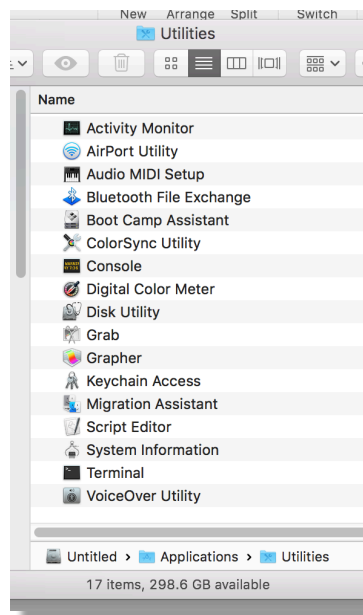 New Arrange Split Switch
Utilities
Name
Activity Monitor
AirPort Utility
Audio MIDI Setup
Bluetooth File Exchange
Boot Camp Assistant
ColorSync Utility
Console
Digital Color Meter
Disk Utility
Grab
Grapher
Keychain Access
Migration Assistant
Script Editor
System Information
Terminal
VoiceOver Utility
Untitled › Applications › Utilities
17 items, 298.6 GB available